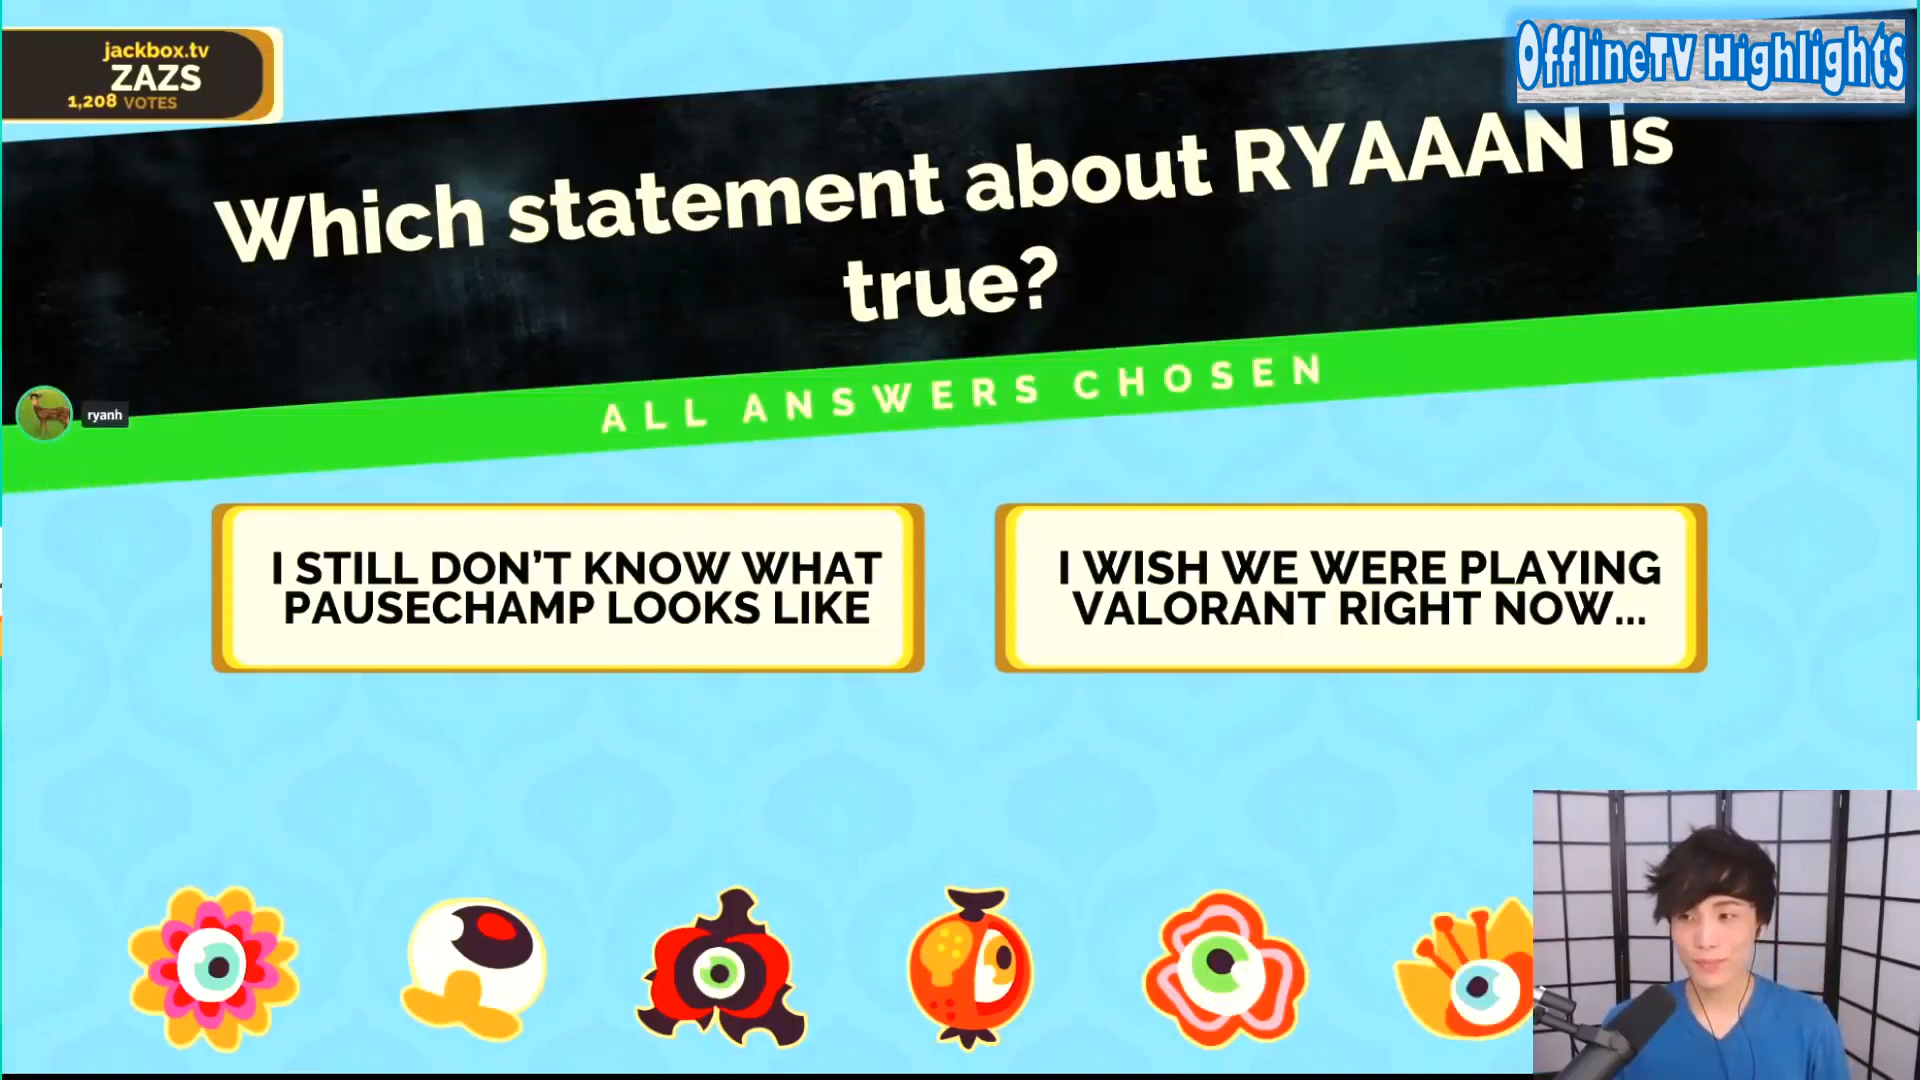 jackbox.tv
ZAZS
1,208 VOTES
OfflineTV Highlights
Which statement about RYAAAN is
true?
ALL ANSWERS CHOSEN
ryanh
I STILL DON'T KNOW WHAT
PAUSECHAMP LOOKS LIKE
I WISH WE WERE PLAYING
VALORANT RIGHT NOW...